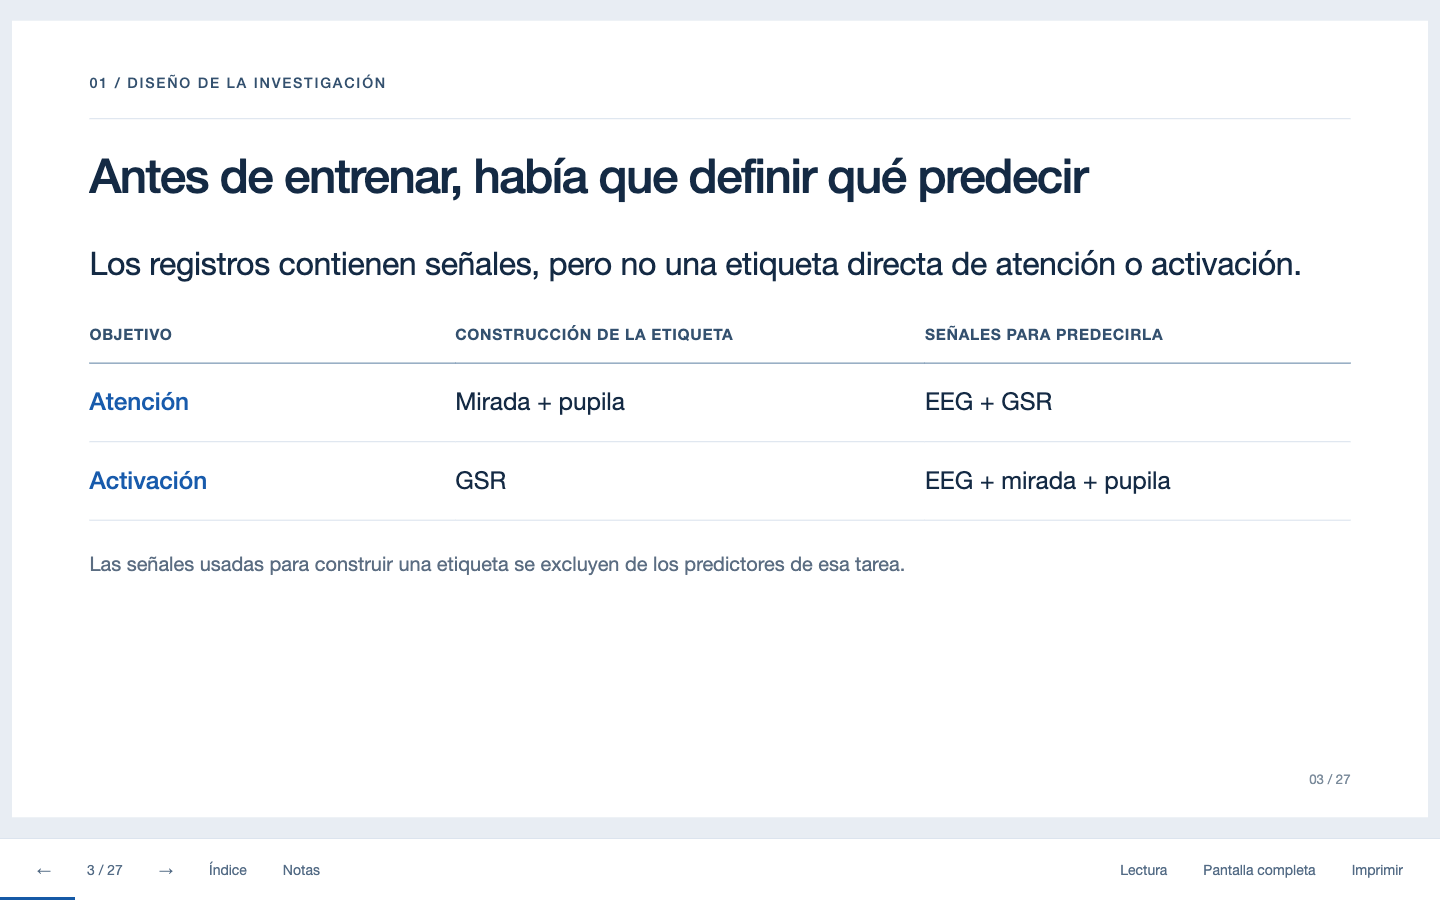 01 / DISEÑO DE LA INVESTIGACIÓN
Antes de entrenar, había que definir qué predecir
Los registros contienen señales, pero no una etiqueta directa de atención o activación.
OBJETIVO CONSTRUCCIÓN DE LA ETIQUETA SEÑALES PARA PREDECIRLA
Atención Mirada + pupila EEG + GSR
Activación GSR EEG + mirada + pupila
Las señales usadas para construir una etiqueta se excluyen de los predictores de esa tarea.
03 / 27
← 3 / 27 → Índice Notas Lectura Pantalla completa Imprimir